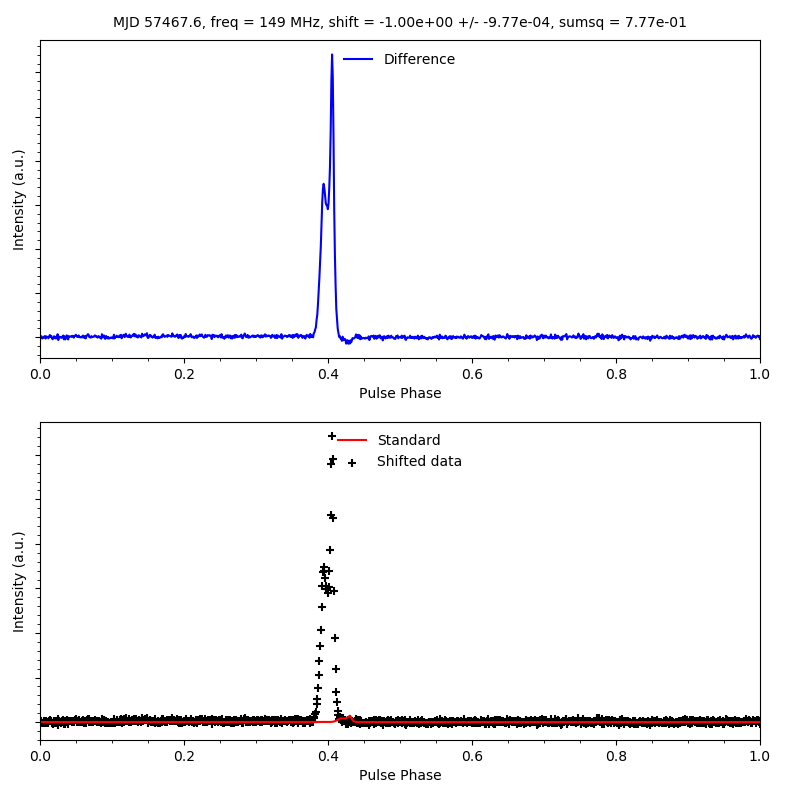 MJD 57467.6, freq = 149 MHz, shift = -1.00e+00 +/- -9.77e-04, sumsq = 7.77e-01
Difference
Intensity (a.u.)
0.0 0.2 0.4 0.6 0.8 1.0
Pulse Phase
Standard
Shifted data
Intensity (a.u.)
0.0 0.2 0.4 0.6 0.8 1.0
Pulse Phase